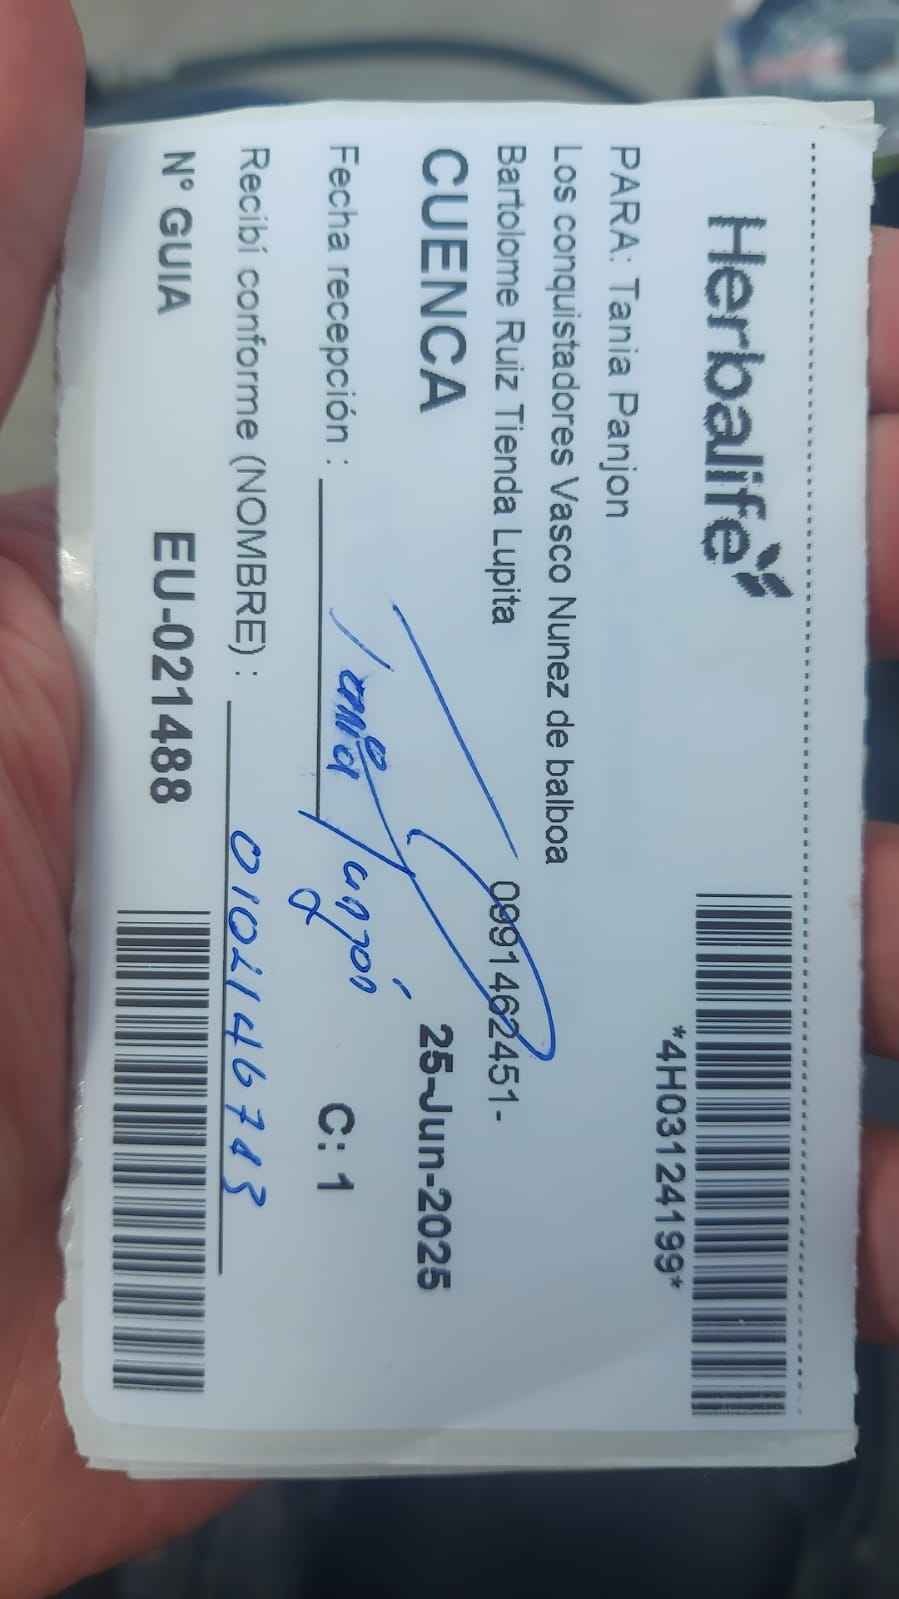 Herbalife
*4H03124199*
PARA: Tania Panjon
Los conquistadores Vasco Nunez de balboa
Bartolome Ruiz Tienda Lupita 0991462451-
CUENCA 25-Jun-2025
Fecha recepción : Tania C: 1
Recibí conforme (NOMBRE) :
N° GUIA EU-021488